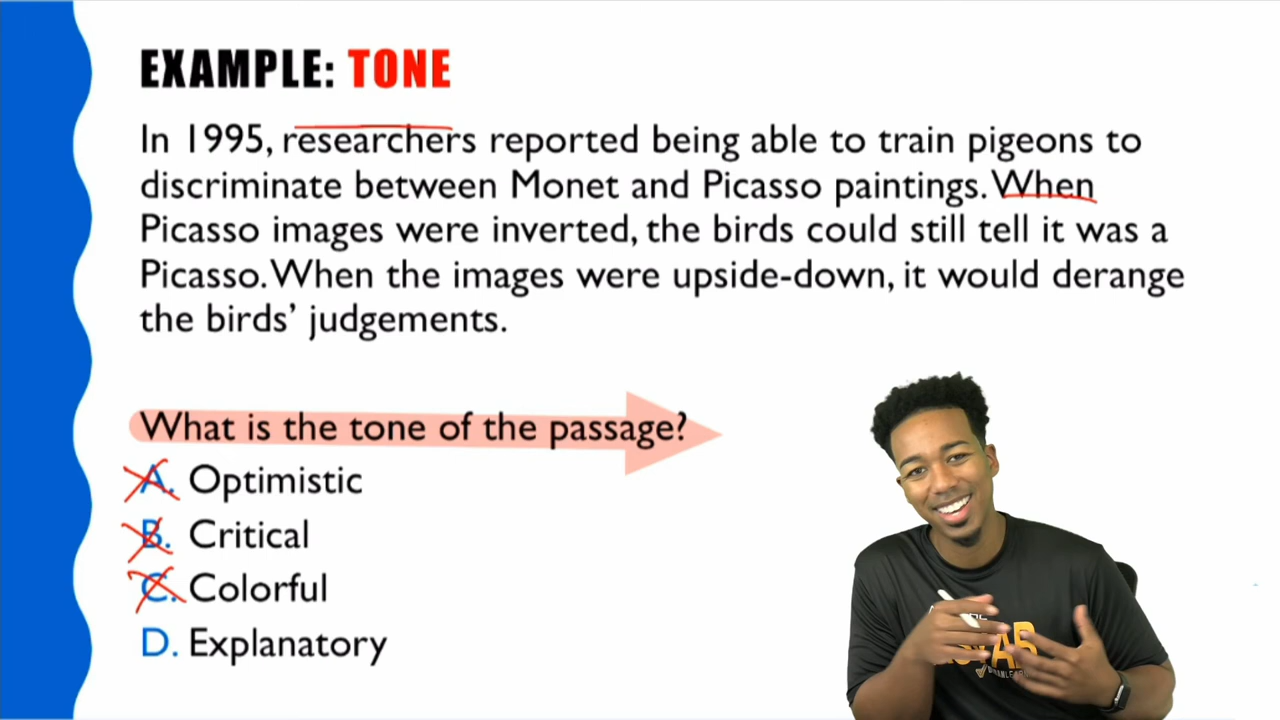 EXAMPLE: TONE
In 1995, researchers reported being able to train pigeons to
discriminate between Monet and Picasso paintings. When
Picasso images were inverted, the birds could still tell it was a
Picasso. When the images were upside-down, it would derange
the birds' judgements.
What is the tone of the passage?
A. Optimistic
B. Critical
C. Colorful
D. Explanatory